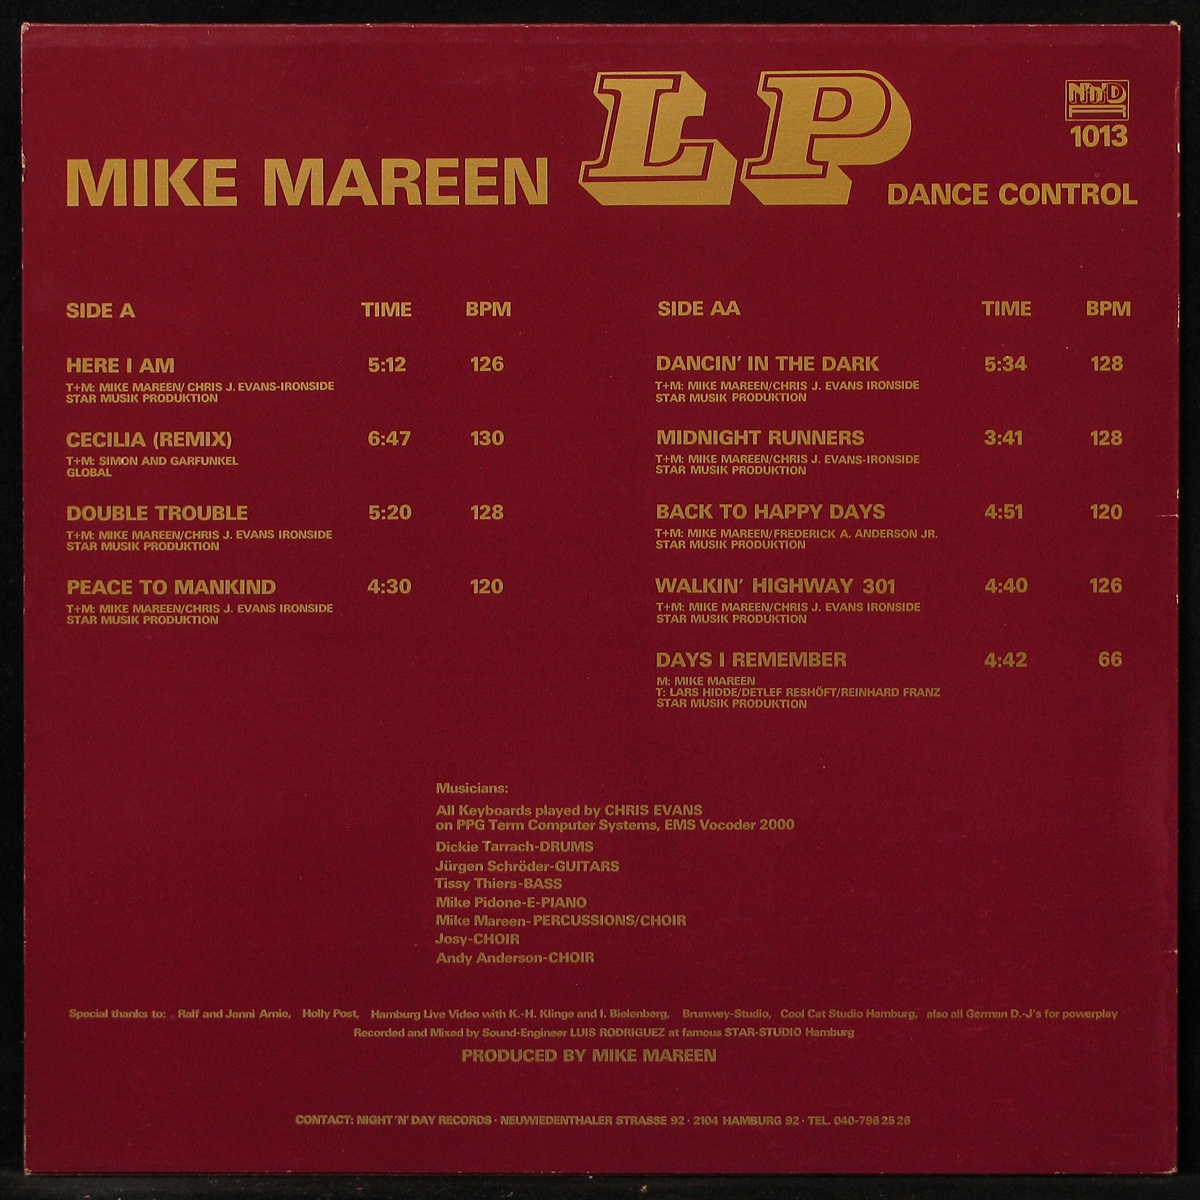 MIKE MAREEN LP DANCE CONTROL
N'n'D
1013
SIDE A TIME BPM
HERE I AM 5:12 126
T+M: MIKE MAREEN/ CHRIS J. EVANS-IRONSIDE
STAR MUSIK PRODUKTION
CECILIA (REMIX) 6:47 130
T+M: SIMON AND GARFUNKEL
GLOBAL
DOUBLE TROUBLE 5:20 128
T+M: MIKE MAREEN/CHRIS J. EVANS IRONSIDE
STAR MUSIK PRODUKTION
PEACE TO MANKIND 4:30 120
T+M: MIKE MAREEN/CHRIS J. EVANS IRONSIDE
STAR MUSIK PRODUKTION
SIDE AA TIME BPM
DANCIN' IN THE DARK 5:34 128
T+M: MIKE MAREEN/CHRIS J. EVANS IRONSIDE
STAR MUSIK PRODUKTION
MIDNIGHT RUNNERS 3:41 128
T+M: MIKE MAREEN/CHRIS J. EVANS-IRONSIDE
STAR MUSIK PRODUKTION
BACK TO HAPPY DAYS 4:51 120
T+M: MIKE MAREEN/FREDERICK A. ANDERSON JR.
STAR MUSIK PRODUKTION
WALKIN' HIGHWAY 301 4:40 126
T+M: MIKE MAREEN/CHRIS J. EVANS IRONSIDE
STAR MUSIK PRODUKTION
DAYS I REMEMBER 4:42 66
M: MIKE MAREEN
T: LARS HIDDE/DETLEF RESHÖFT/REINHARD FRANZ
STAR MUSIK PRODUKTION
Musicians:
All Keyboards played by CHRIS EVANS
on PPG Term Computer Systems, EMS Vocoder 2000
Dickie Tarrach-DRUMS
Jürgen Schröder-GUITARS
Tissy Thiers-BASS
Mike Pidone-E-PIANO
Mike Mareen-PERCUSSIONS/CHOIR
Josy-CHOIR
Andy Anderson-CHOIR
Special thanks to: Ralf and Jenni Arnie, Holly Post, Hamburg Live Video with K.-H. Klinge and I. Bielenberg, Brunwey-Studio, Cool Cat Studio Hamburg, also all German D.-J's for powerplay
Recorded and Mixed by Sound-Engineer LUIS RODRIGUEZ at famous STAR-STUDIO Hamburg
PRODUCED BY MIKE MAREEN
CONTACT: NIGHT 'N' DAY RECORDS · NEUWIEDENTHALER STRASSE 92 · 2104 HAMBURG 92 · TEL. 040-796 25 26